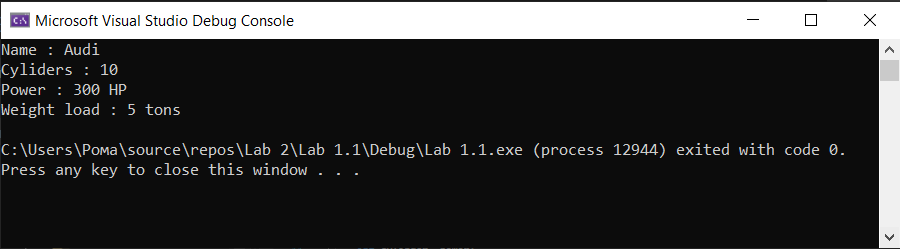 Microsoft Visual Studio Debug Console
Name : Audi
Cyliders : 10
Power : 300 HP
Weight load : 5 tons
C:\Users\Рома\source\repos\Lab 2\Lab 1.1\Debug\Lab 1.1.exe (process 12944) exited with code 0.
Press any key to close this window . . .